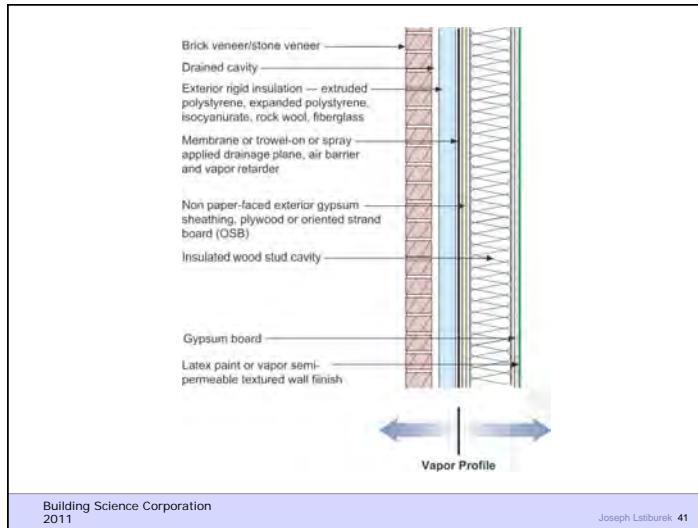 Brick veneer/stone veneer
Drained cavity
Exterior rigid insulation — extruded
polystyrene, expanded polystyrene,
isocyanurate, rock wool, fiberglass
Membrane or trowel-on or spray
applied drainage plane, air barrier
and vapor retarder
Non paper-faced exterior gypsum
sheathing, plywood or oriented strand
board (OSB)
Insulated wood stud cavity
Gypsum board
Latex paint or vapor semi-
permeable textured wall fiinish
Vapor Profile
Building Science Corporation
2011
Joseph Lstiburek 41